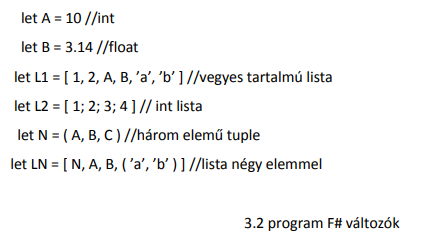 let A = 10 //int
let B = 3.14 //float
let L1 = [ 1, 2, A, B, ’a’, ’b’ ] //vegyes tartalmú lista
let L2 = [ 1; 2; 3; 4 ] // int lista
let N = ( A, B, C ) //három elemű tuple
let LN = [ N, A, B, ( ’a’, ’b’ ) ] //lista négy elemmel
3.2 program F# változók